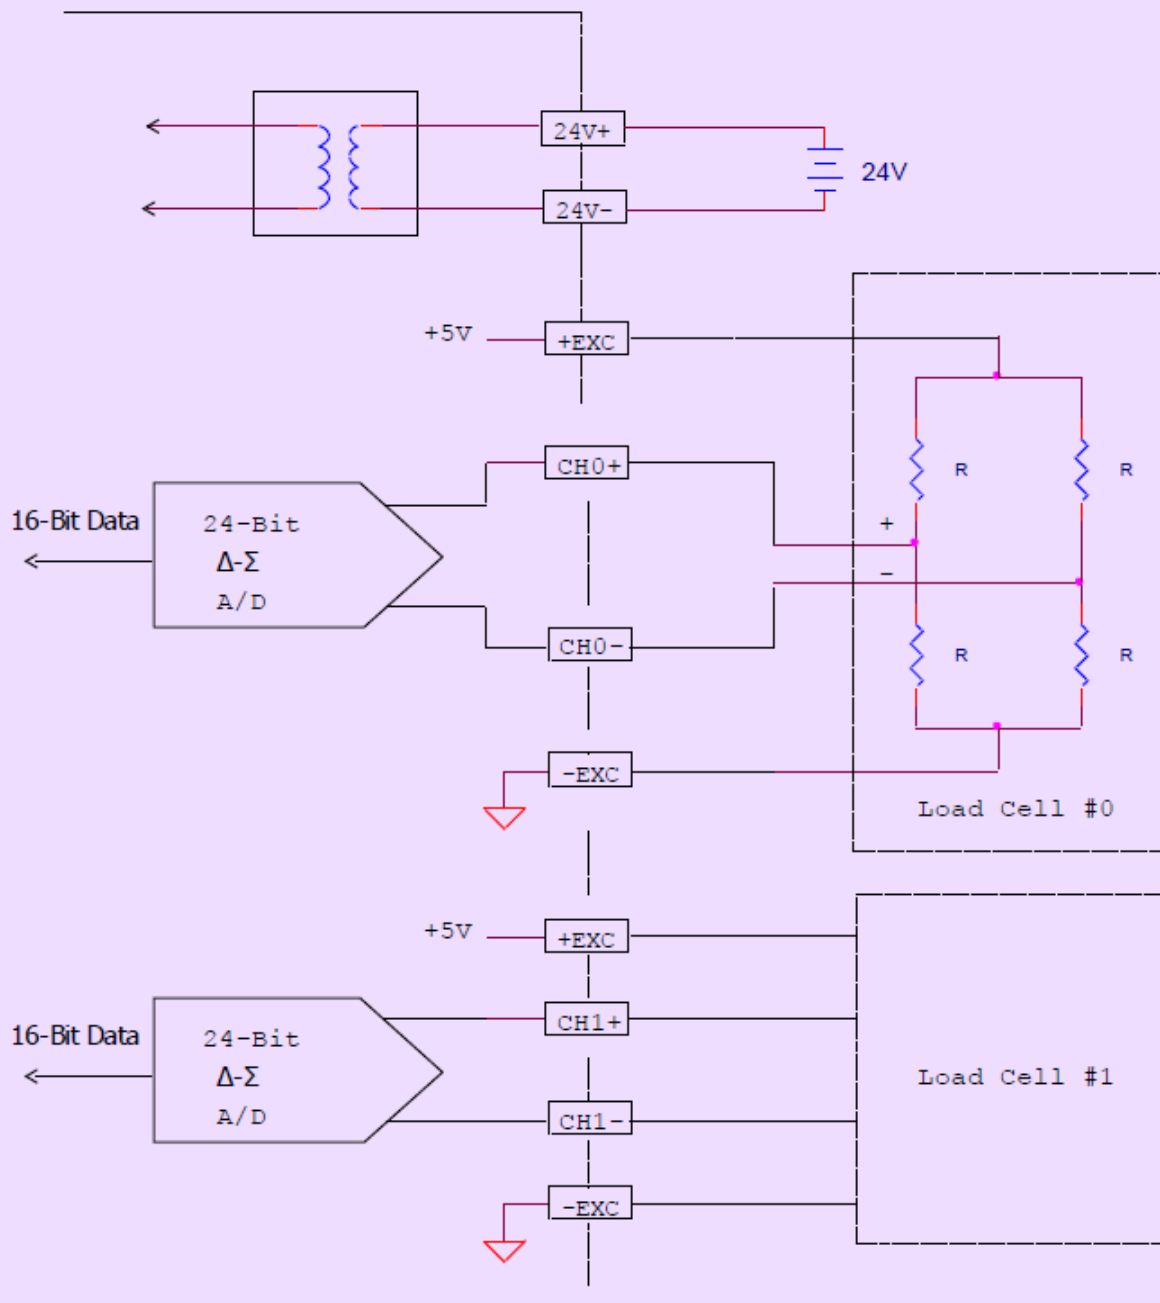 24V+
24V
24V-
+5V
+EXC
R
R
CH0+
+
16-Bit Data
24-Bit
Δ-Σ
A/D
-
CH0-
R
R
-EXC
Load Cell #0
+5V
+EXC
CH1+
16-Bit Data
24-Bit
Δ-Σ
A/D
Load Cell #1
CH1-
-EXC